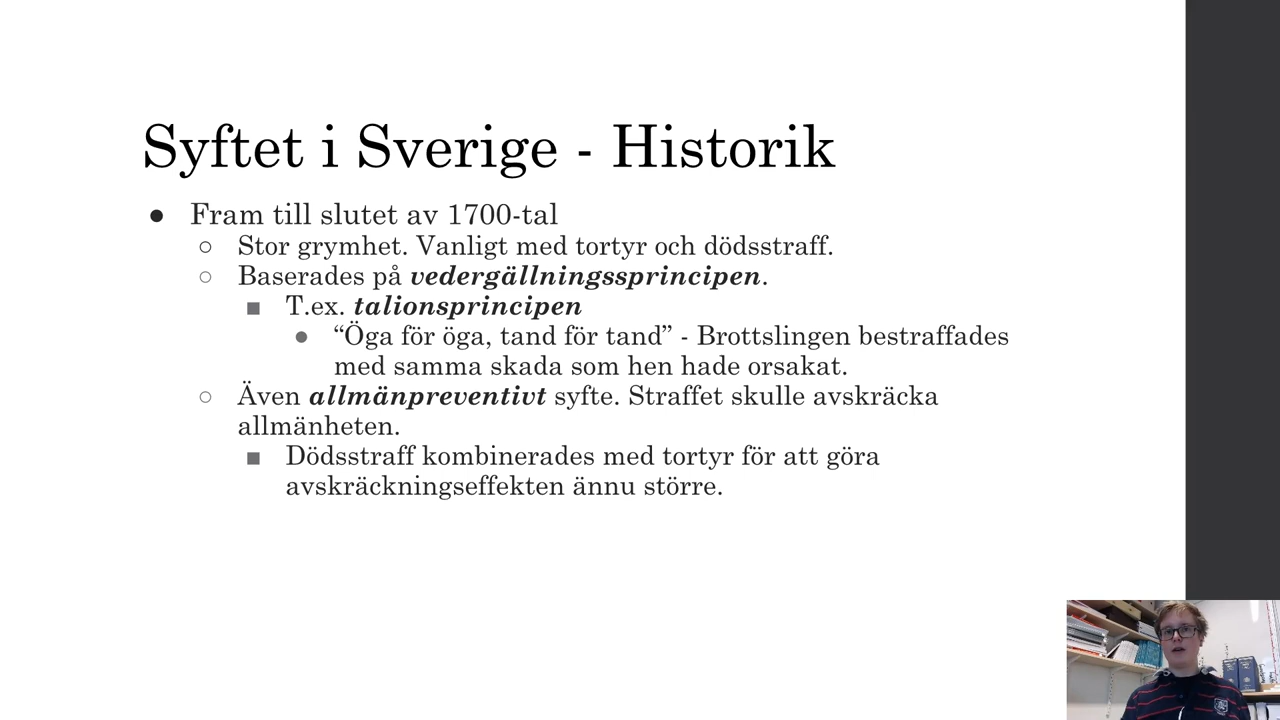 Syftet i Sverige - Historik
● Fram till slutet av 1700-tal
○ Stor grymhet. Vanligt med tortyr och dödsstraff.
○ Baserades på vedergällningssprincipen.
■ T.ex. talionsprincipen
● “Öga för öga, tand för tand” - Brottslingen bestraffades
med samma skada som hen hade orsakat.
○ Även allmänpreventivt syfte. Straffet skulle avskräcka
allmänheten.
■ Dödsstraff kombinerades med tortyr för att göra
avskräckningseffekten ännu större.